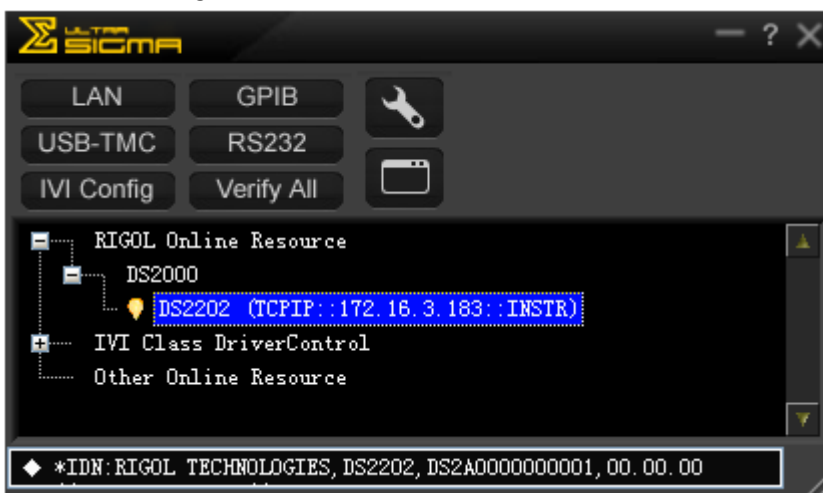 ULTRA
SIGMA
?
LAN GPIB
USB-TMC RS232
IVI Config Verify All
RIGOL Online Resource
DS2000
DS2202 (TCPIP::172.16.3.183::INSTR)
IVI Class DriverControl
Other Online Resource
*IDN:RIGOL TECHNOLOGIES,DS2202,DS2A0000000001,00.00.00